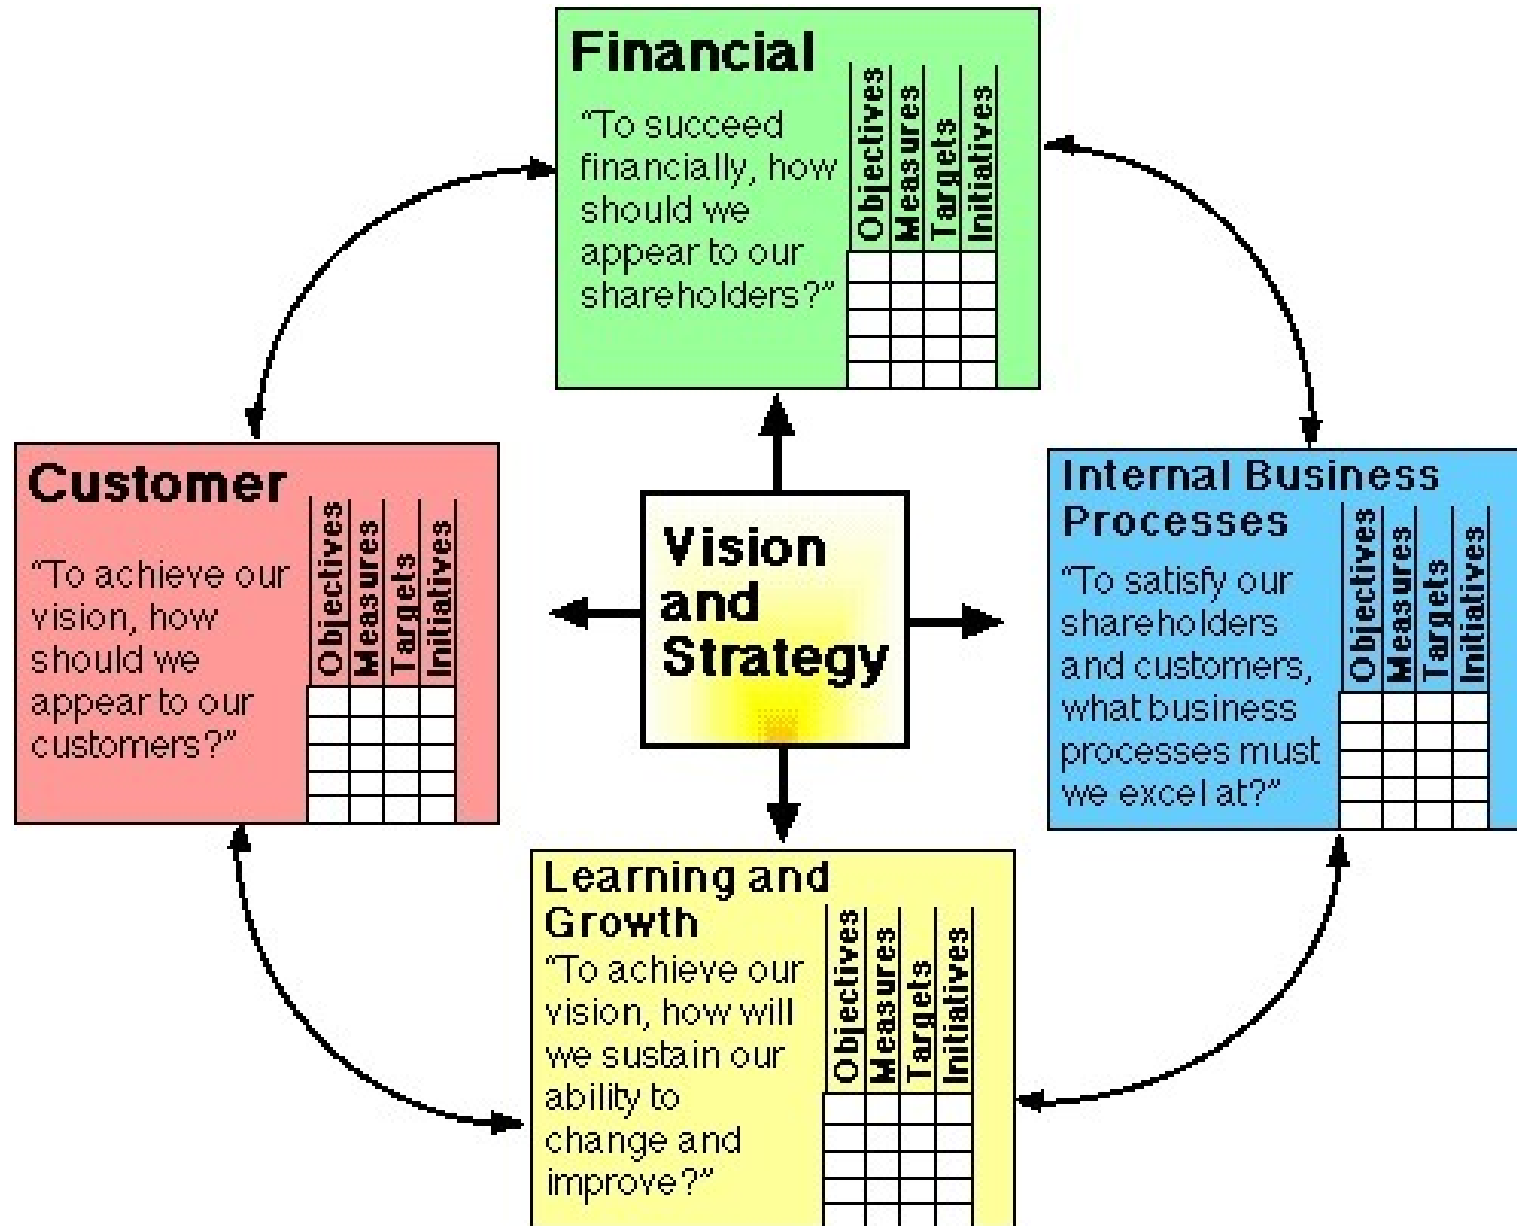 Financial
“To succeed
financially, how
should we
appear to our
shareholders?”
Objectives
Measures
Targets
Initiatives
Customer
“To achieve our
vision, how
should we
appear to our
customers?”
Objectives
Measures
Targets
Initiatives
Vision
and
Strategy
Internal Business
Processes
“To satisfy our
shareholders
and customers,
what business
processes must
we excel at?”
Objectives
Measures
Targets
Initiatives
Learning and
Growth
“To achieve our
vision, how will
we sustain our
ability to
change and
improve?”
Objectives
Measures
Targets
Initiatives